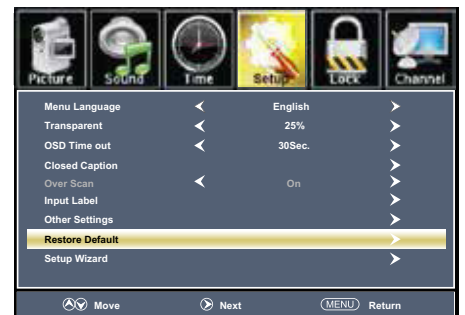 Picture Sound Time Setup Lock Channel
Menu Language English
Transparent 25%
OSD Time out 30Sec.
Closed Caption
Over Scan On
Input Label
Other Settings
Restore Default
Setup Wizard
Move Next MENU Return